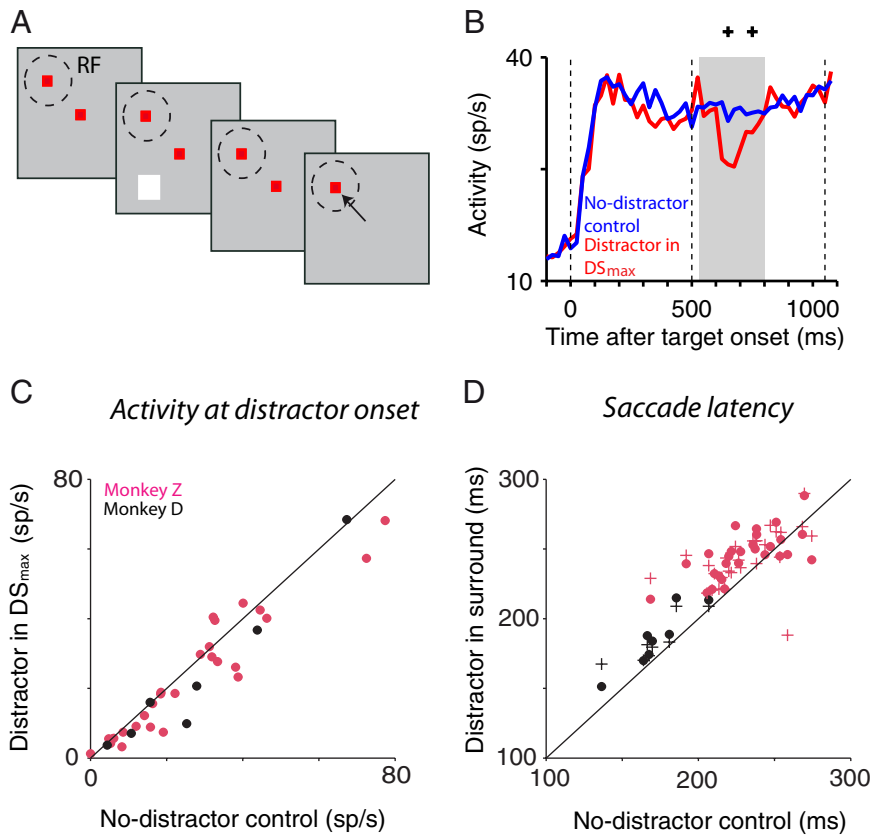 A
RF
B
40
10
Activity (sp/s)
No-distractor
control
Distractor in
DSmax
0
500
1000
Time after target onset (ms)
C
Activity at distractor onset
80
0
Distractor in DSmax (sp/s)
Monkey Z
Monkey D
0
80
No-distractor control (sp/s)
D
Saccade latency
300
200
100
Distractor in surround (ms)
100
200
300
No-distractor control (ms)